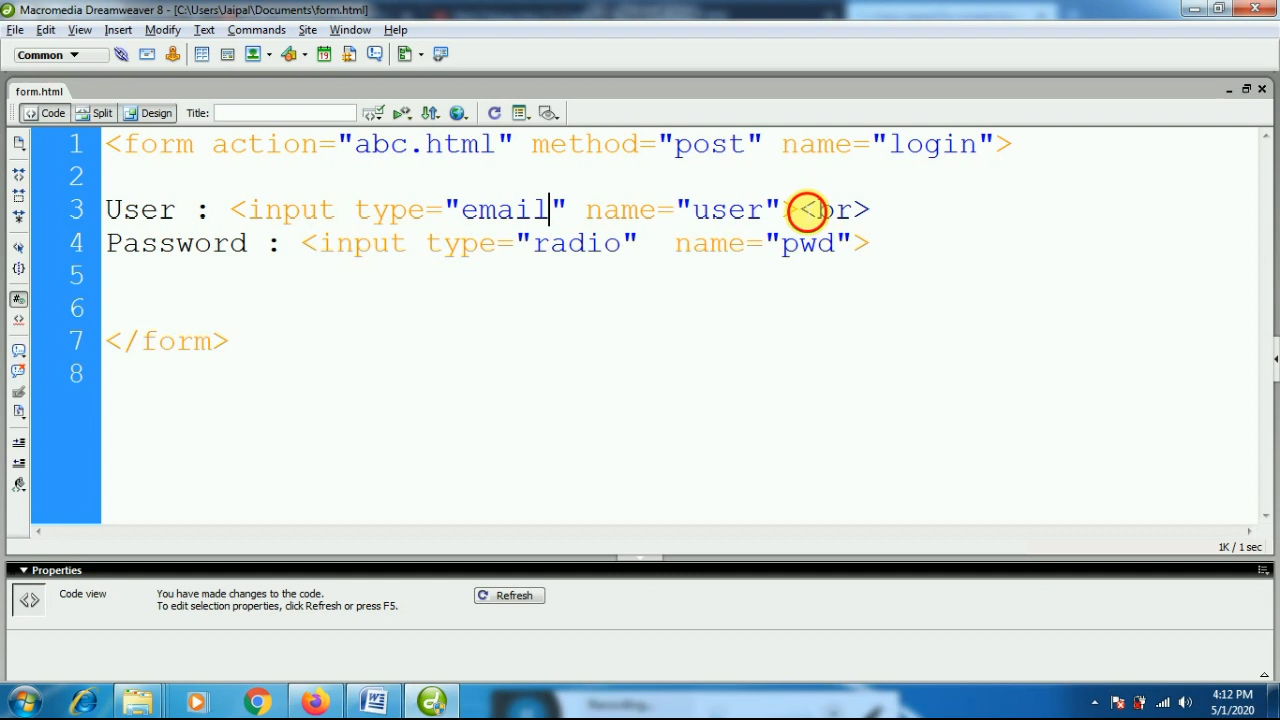 Macromedia Dreamweaver 8 - [C:\Users\Jaipal\Documents\form.html]
File Edit View Insert Modify Text Commands Site Window Help
Common
form.html
Code Split Design Title:
1 <form action="abc.html" method="post" name="login">
2
3 User : <input type="email" name="user"><br>
4 Password : <input type="radio" name="pwd">
5
6
7 </form>
8
1K / 1 sec
Properties
Code view You have made changes to the code. Refresh
To edit selection properties, click Refresh or press F5.
4:12 PM
5/1/2020